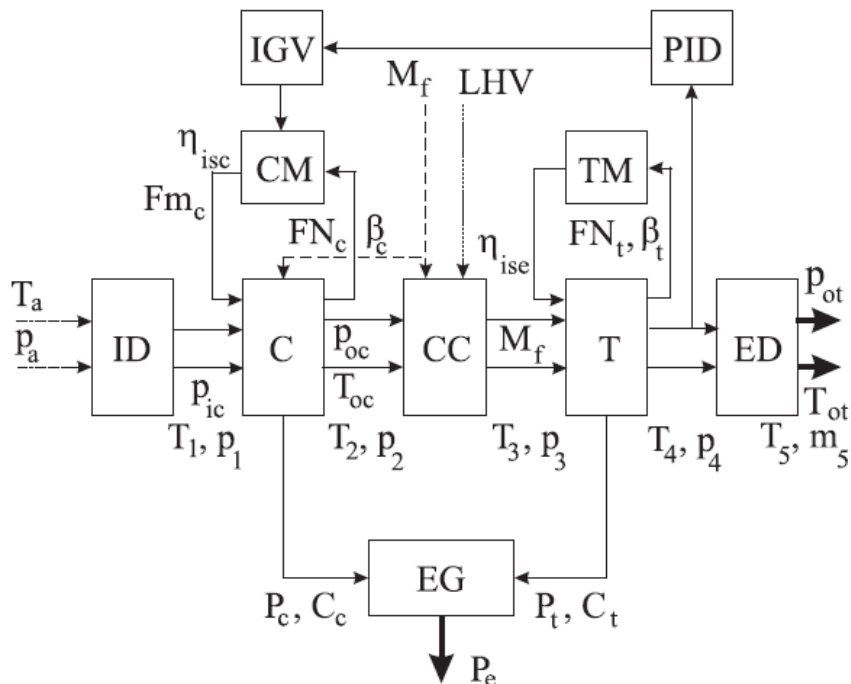 IGV
PID
M_f
LHV
η_isc
CM
TM
Fm_c
FN_c
β_c
η_ise
FN_t, β_t
p_ot
T_a
p_a
ID
C
p_oc
CC
M_f
T
ED
p_ic
T_oc
T_ot
T_1, p_1
T_2, p_2
T_3, p_3
T_4, p_4
T_5, m_5
EG
P_c, C_c
P_t, C_t
P_e